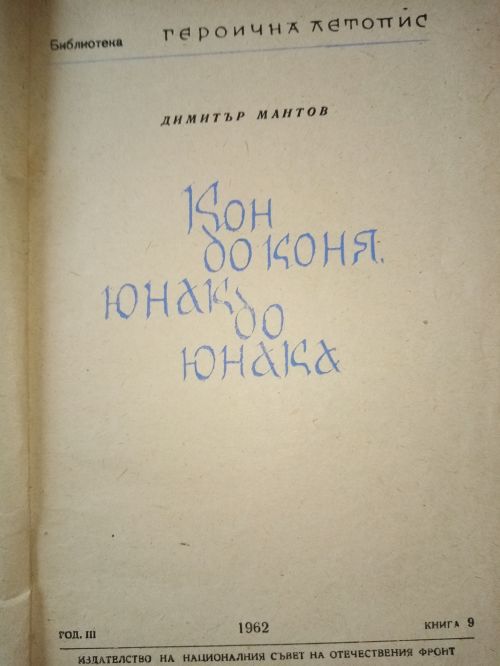 Библиотека ГЕРОИЧНА ЛЕТОПИС
ДИМИТЪР МАНТОВ
Кон
до коня,
юнак
до
юнака
ГОД. III 1962 КНИГА 9
ИЗДАТЕЛСТВО НА НАЦИОНАЛНИЯ СЪВЕТ НА ОТЕЧЕСТВЕНИЯ ФРОНТ